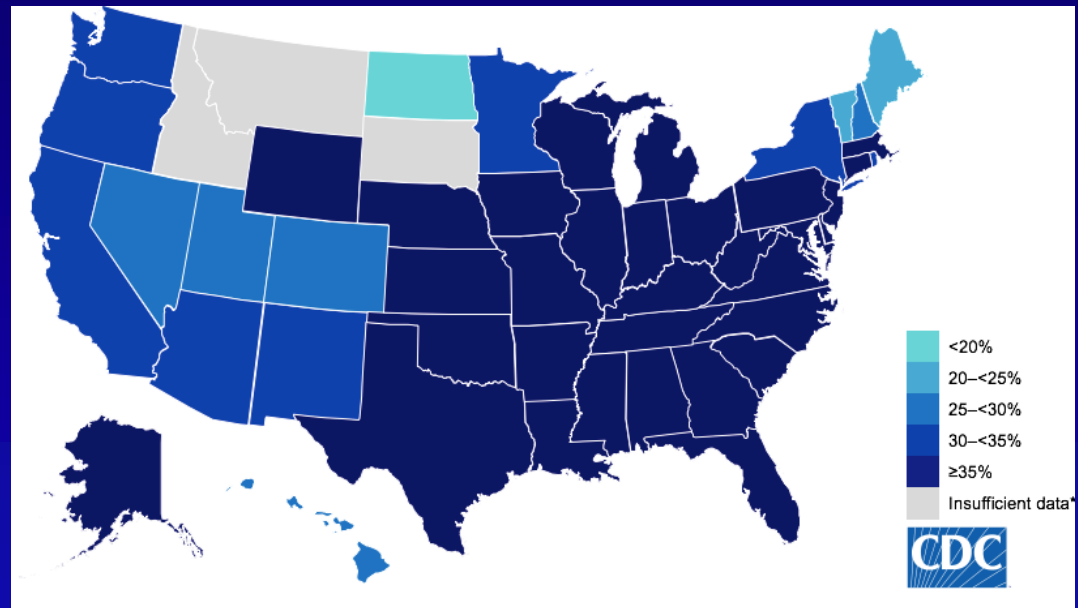 <20%
20–<25%
25–<30%
30–<35%
≥35%
Insufficient data*
CDC